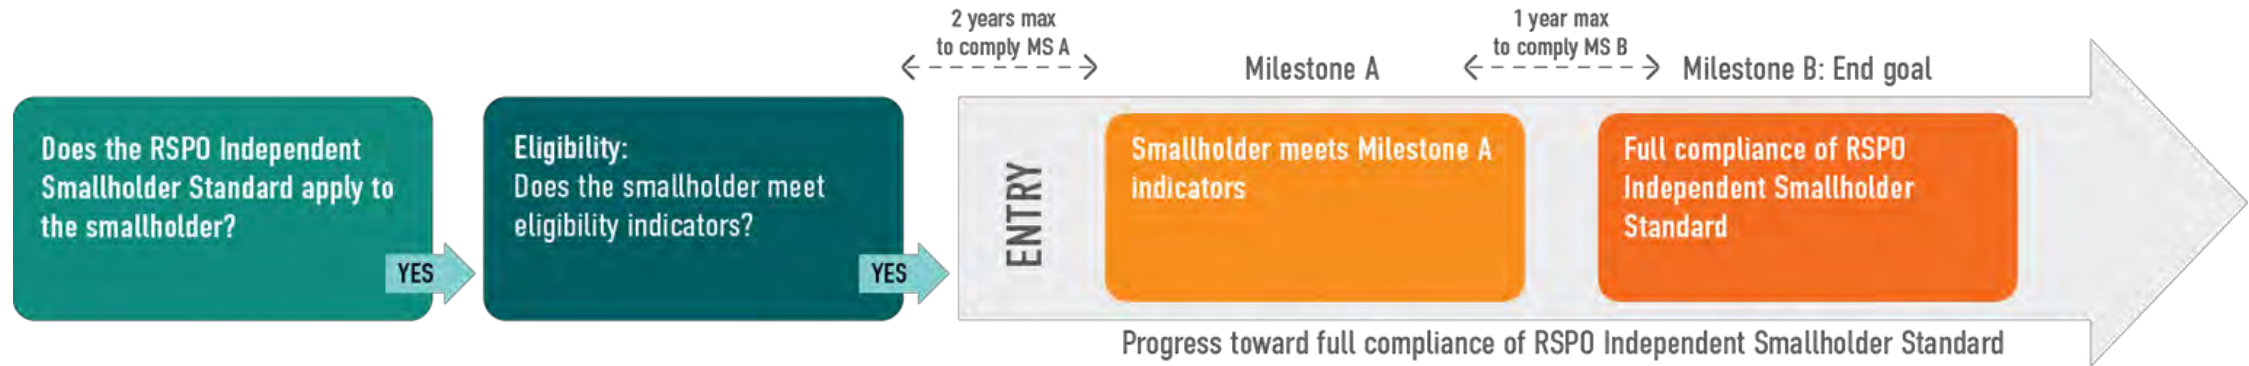 Does the RSPO Independent
Smallholder Standard apply to
the smallholder?
YES
Eligibility:
Does the smallholder meet
eligibility indicators?
YES
2 years max
to comply MS A
ENTRY
Milestone A
Smallholder meets Milestone A
indicators
1 year max
to comply MS B
Milestone B: End goal
Full compliance of RSPO
Independent Smallholder
Standard
Progress toward full compliance of RSPO Independent Smallholder Standard